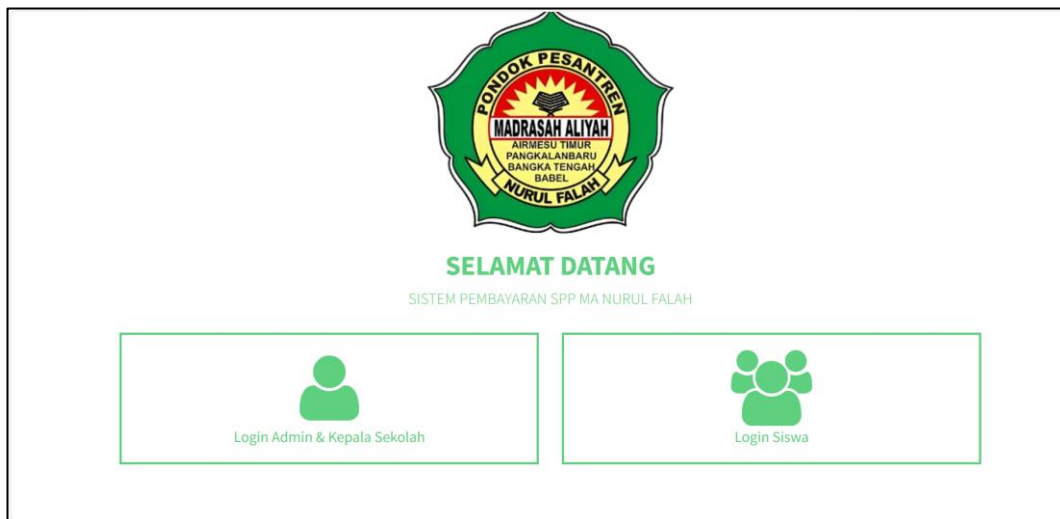 PONDOK PESANTREN
MADRASAH ALIYAH
AIRMESU TIMUR
PANGKALANBARU
BANGKA TENGAH
BABEL
NURUL FALAH
SELAMAT DATANG
SISTEM PEMBAYARAN SPP MA NURUL FALAH
Login Admin & Kepala Sekolah
Login Siswa